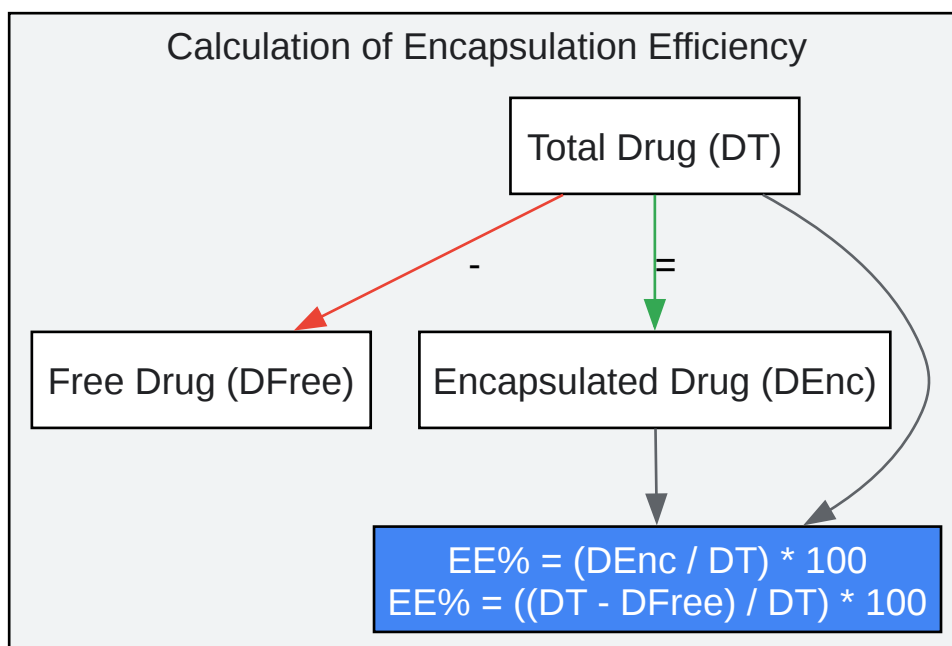 Calculation of Encapsulation Efficiency
Total Drug (DT)
-
=
Free Drug (DFree)
Encapsulated Drug (DEnc)
EE% = (DEnc / DT) * 100
EE% = ((DT - DFree) / DT) * 100